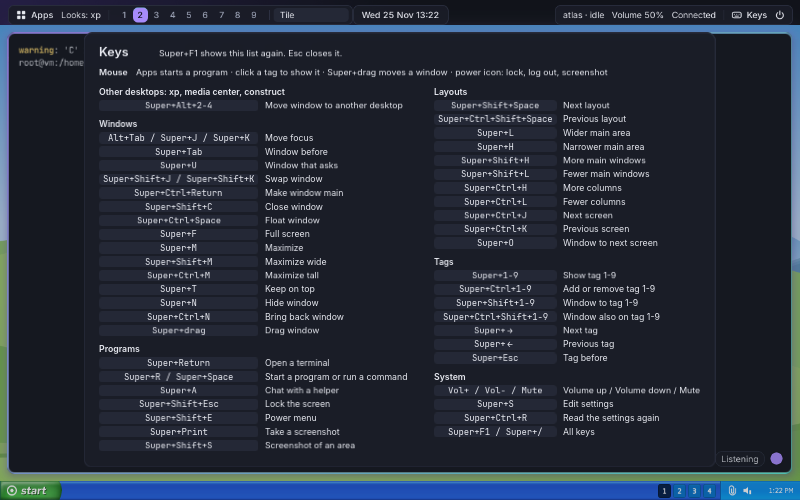 Apps Looks: xp 1 2 3 4 5 6 7 8 9 Tile Wed 25 Nov 13:22 atlas · idle Volume 50% Connected Keys
warning: 'C'
root@vm:/home
Keys Super+F1 shows this list again. Esc closes it.
Mouse Apps starts a program · click a tag to show it · Super+drag moves a window · power icon: lock, log out, screenshot
Other desktops: xp, media center, construct
Super+Alt+2-4 Move window to another desktop
Windows
Alt+Tab / Super+J / Super+K Move focus
Super+Tab Window before
Super+U Window that asks
Super+Shift+J / Super+Shift+K Swap window
Super+Ctrl+Return Make window main
Super+Shift+C Close window
Super+Ctrl+Space Float window
Super+F Full screen
Super+M Maximize
Super+Shift+M Maximize wide
Super+Ctrl+M Maximize tall
Super+T Keep on top
Super+N Hide window
Super+Ctrl+N Bring back window
Super+drag Drag window
Programs
Super+Return Open a terminal
Super+R / Super+Space Start a program or run a command
Super+A Chat with a helper
Super+Shift+Esc Lock the screen
Super+Shift+E Power menu
Super+Print Take a screenshot
Super+Shift+S Screenshot of an area
Layouts
Super+Shift+Space Next layout
Super+Ctrl+Shift+Space Previous layout
Super+L Wider main area
Super+H Narrower main area
Super+Shift+H More main windows
Super+Shift+L Fewer main windows
Super+Ctrl+H More columns
Super+Ctrl+L Fewer columns
Super+Ctrl+J Next screen
Super+Ctrl+K Previous screen
Super+O Window to next screen
Tags
Super+1-9 Show tag 1-9
Super+Ctrl+1-9 Add or remove tag 1-9
Super+Shift+1-9 Window to tag 1-9
Super+Ctrl+Shift+1-9 Window also on tag 1-9
Super+→ Next tag
Super+← Previous tag
Super+Esc Tag before
System
Vol+ / Vol- / Mute Volume up / Volume down / Mute
Super+S Edit settings
Super+Ctrl+R Read the settings again
Super+F1 / Super+/ All keys
Listening
start 1 2 3 4 1:22 PM